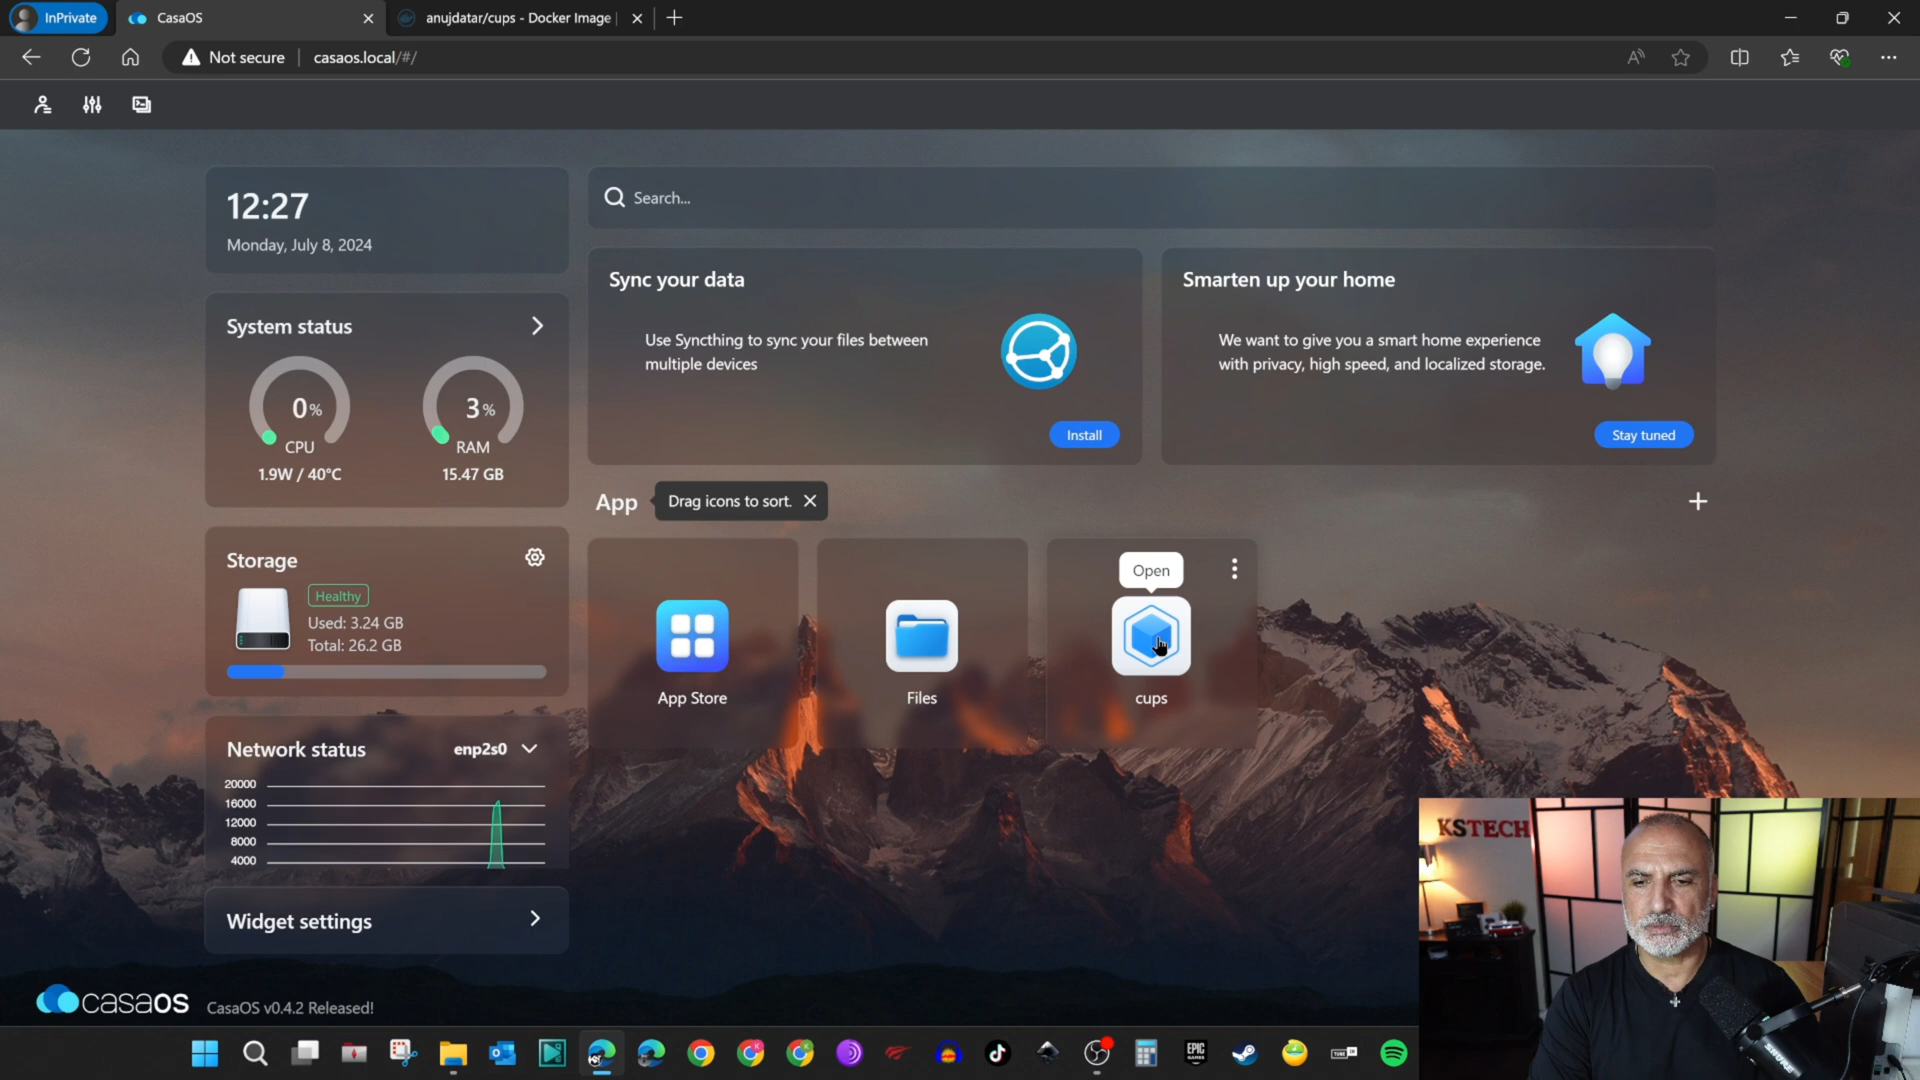 InPrivate
CasaOS
anujdatar/cups - Docker Image
Not secure
casaos.local/#/
12:27
Monday, July 8, 2024
Search...
Sync your data
Use Syncthing to sync your files between
multiple devices
Install
Smarten up your home
We want to give you a smart home experience
with privacy, high speed, and localized storage.
Stay tuned
System status
0%
CPU
1.9W / 40°C
3%
RAM
15.47 GB
App
Drag icons to sort.
Storage
Healthy
Used: 3.24 GB
Total: 26.2 GB
Open
App Store
Files
cups
Network status
enp2s0
20000
16000
12000
8000
4000
Widget settings
casaos
CasaOS v0.4.2 Released!
KSTECH
SHURE
EPIC
GAMES